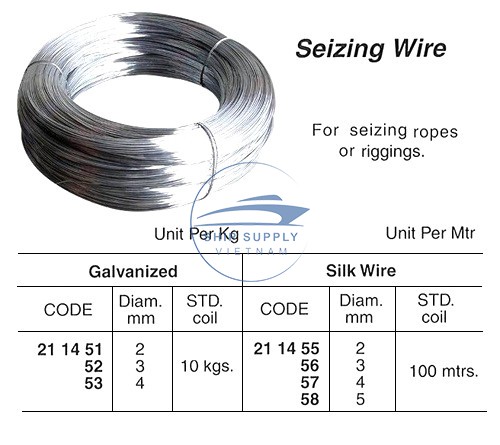 Seizing Wire
For seizing ropes
or riggings.
Unit Per Kg
Unit Per Mtr
SHIP SUPPLY
VIETNAM
Galvanized
Silk Wire
CODE Diam. mm STD. coil CODE Diam. mm STD. coil
21 14 51 2 10 kgs. 21 14 55 2 100 mtrs.
52 3 56 3
53 4 57 4
58 5